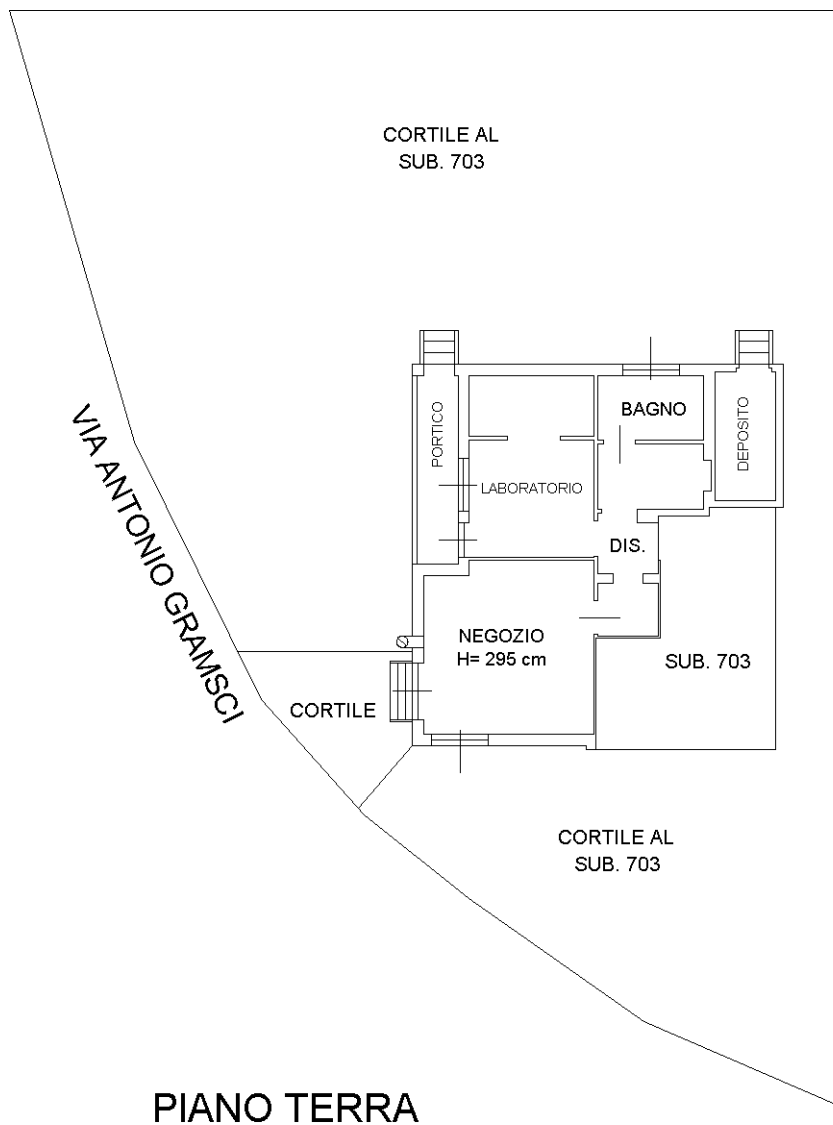 CORTILE AL
SUB. 703
VIA ANTONIO GRAMSCI
PORTICO
BAGNO
DEPOSITO
LABORATORIO
DIS.
NEGOZIO
H= 295 cm
SUB. 703
CORTILE
CORTILE AL
SUB. 703
PIANO TERRA